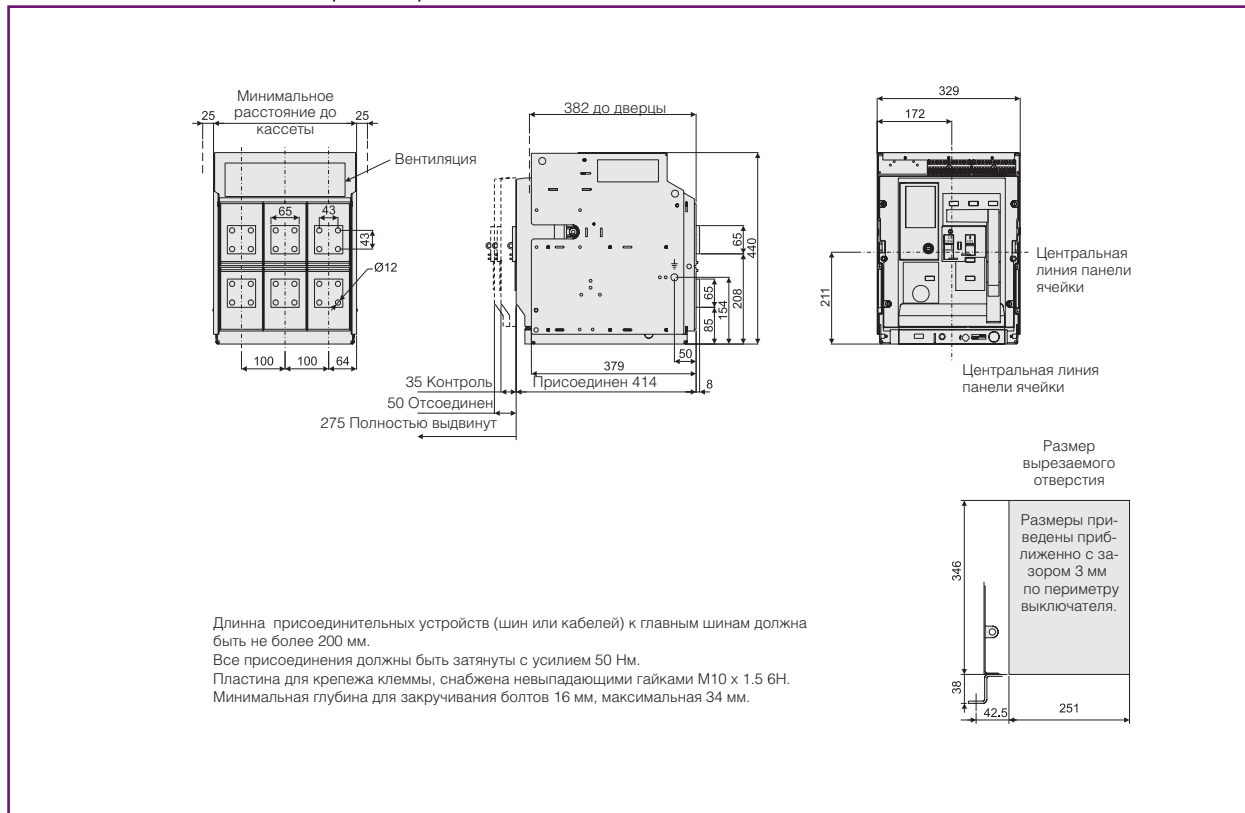 Минимальное
расстояние до
кассеты
25
25
Вентиляция
65
43
43
Ø12
100
100
64
382 до дверцы
65
440
208
65
154
85
50
379
35 Контроль
Присоединен 414
8
50 Отсоединен
275 Полностью выдвинут
329
172
211
Центральная
линия панели
ячейки
Центральная линия
панели ячейки
Размер
вырезаемого
отверстия
Размеры при-
ведены приб-
лиженно с за-
зором 3 мм
по периметру
выключателя.
346
38
42.5
251
Длинна присоединительных устройств (шин или кабелей) к главным шинам должна
быть не более 200 мм.
Все присоединения должны быть затянуты с усилием 50 Нм.
Пластина для крепежа клеммы, снабжена невыпадающими гайками М10 х 1.5 6Н.
Минимальная глубина для закручивания болтов 16 мм, максимальная 34 мм.